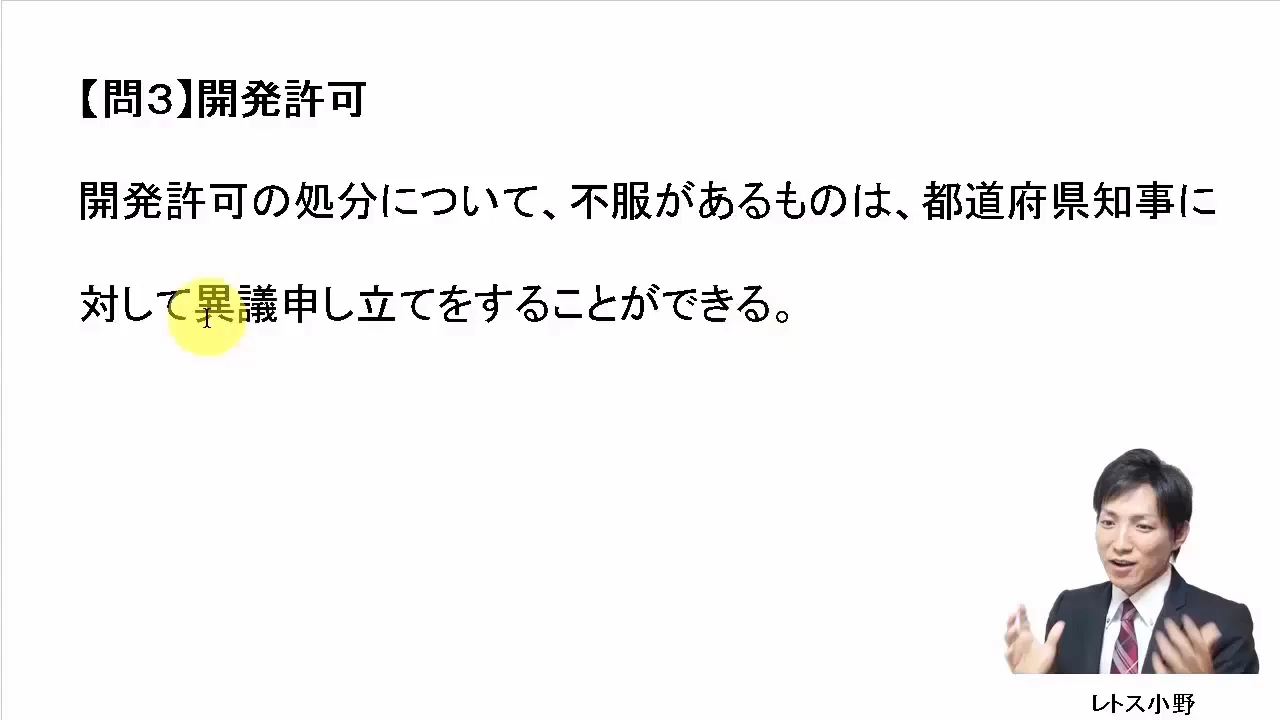 【問３】開発許可
開発許可の処分について、不服があるものは、都道府県知事に
対して異議申し立てをすることができる。
レトス小野